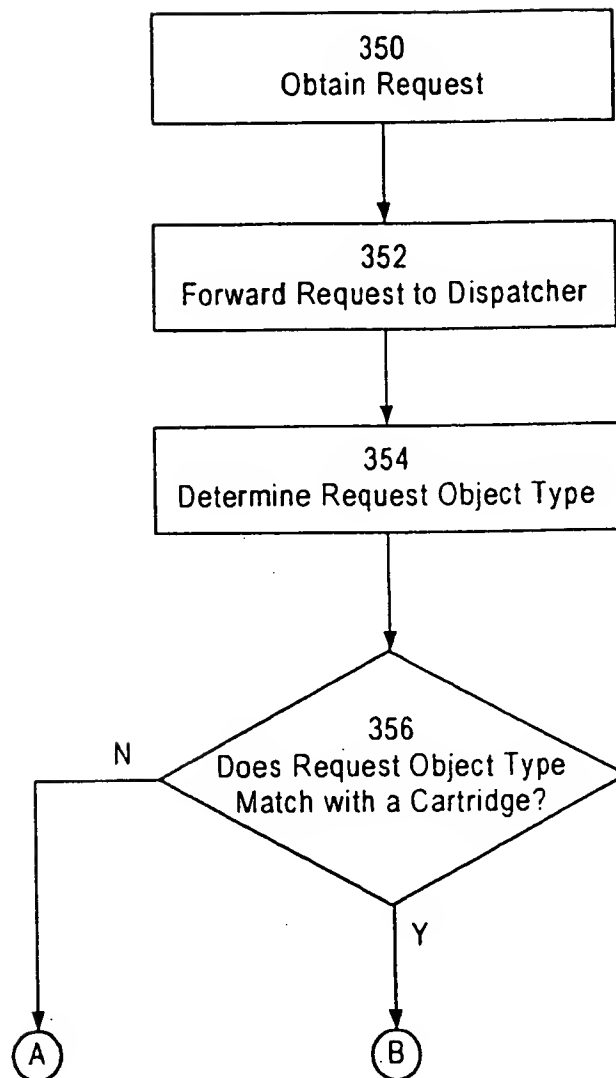 350
Obtain Request
352
Forward Request to Dispatcher
354
Determine Request Object Type
356
Does Request Object Type
Match with a Cartridge?
N
Y
A
B